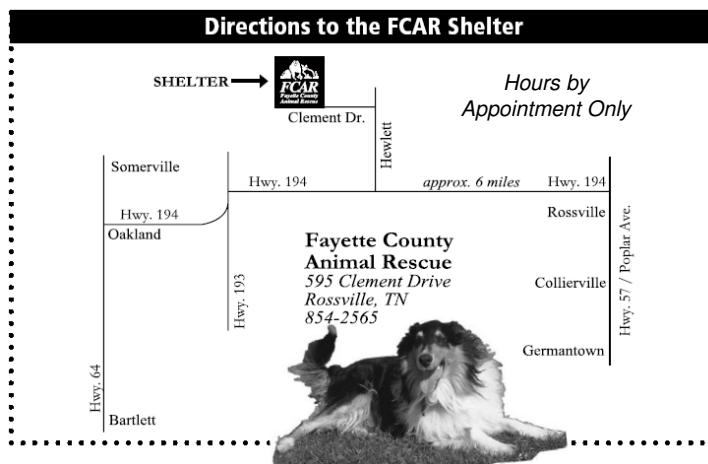 Directions to the FCAR Shelter
SHELTER
FCAR
Fayette County
Animal Rescue
Hours by
Appointment Only
Clement Dr.
Hewlett
Somerville
Hwy. 194
approx. 6 miles
Hwy. 194
Hwy. 194
Oakland
Rossville
Fayette County
Animal Rescue
595 Clement Drive
Rossville, TN
854-2565
Hwy. 193
Collierville
Hwy. 57 / Poplar Ave.
Germantown
Hwy. 64
Bartlett